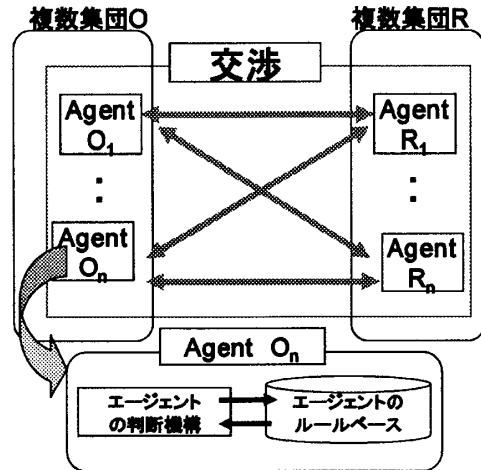 複数集団O
複数集団R
交渉
Agent
O1
Agent
R1
:
:
Agent
On
Agent
Rn
Agent On
エージェント
の判断機構
エージェントの
ルールベース